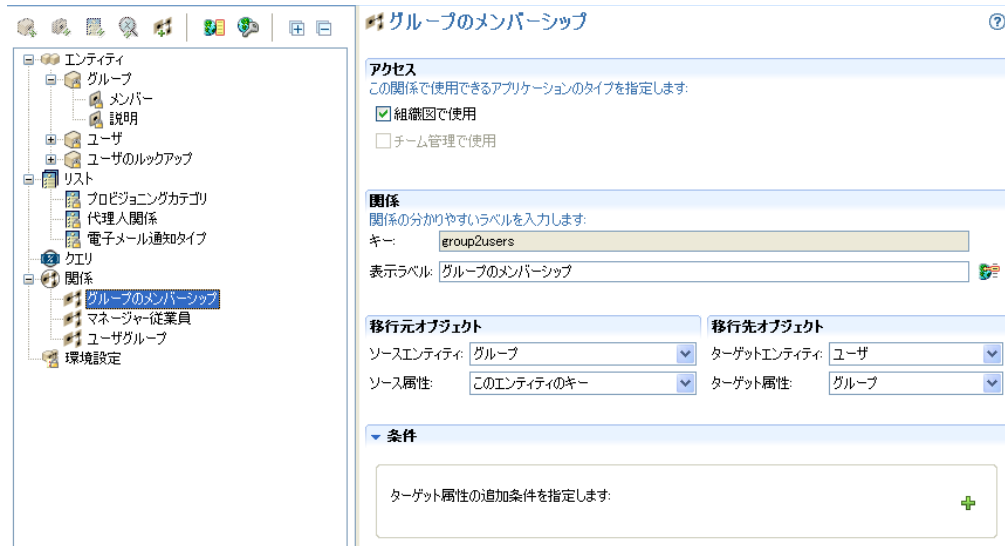 エンティティ
グループ
メンバー
説明
ユーザ
ユーザのルックアップ
リスト
プロビジョニングカテゴリ
代理人関係
電子メール通知タイプ
クエリ
関係
グループのメンバーシップ
マネージャー従業員
ユーザグループ
環境設定
グループのメンバーシップ
アクセス
この関係で使用できるアプリケーションのタイプを指定します:
組織図で使用
チーム管理で使用
関係
関係の分かりやすいラベルを入力します:
キー: group2users
表示ラベル: グループのメンバーシップ
移行元オブジェクト 移行先オブジェクト
ソースエンティティ: グループ ターゲットエンティティ: ユーザ
ソース属性: このエンティティのキー ターゲット属性: グループ
条件
ターゲット属性の追加条件を指定します: